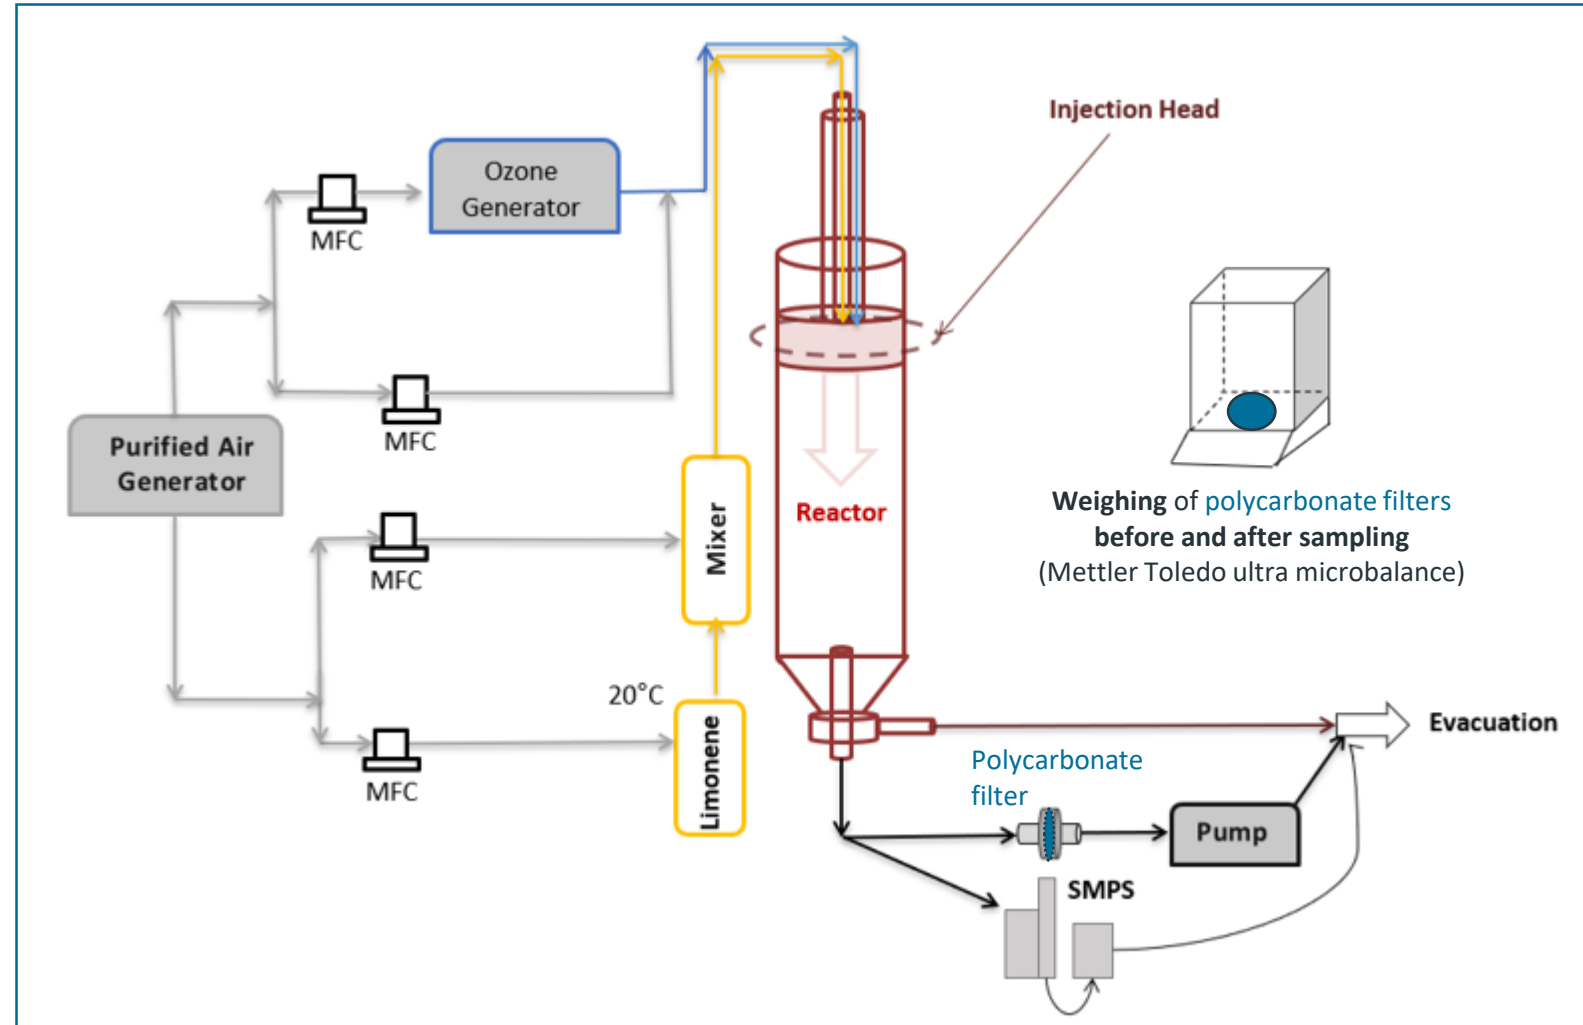 Injection Head
Ozone
Generator
MFC
MFC
Purified Air
Generator
Mixer
Reactor
Weighing of polycarbonate filters
before and after sampling
(Mettler Toledo ultra microbalance)
MFC
20°C
Limonene
MFC
Evacuation
Polycarbonate
filter
Pump
SMPS